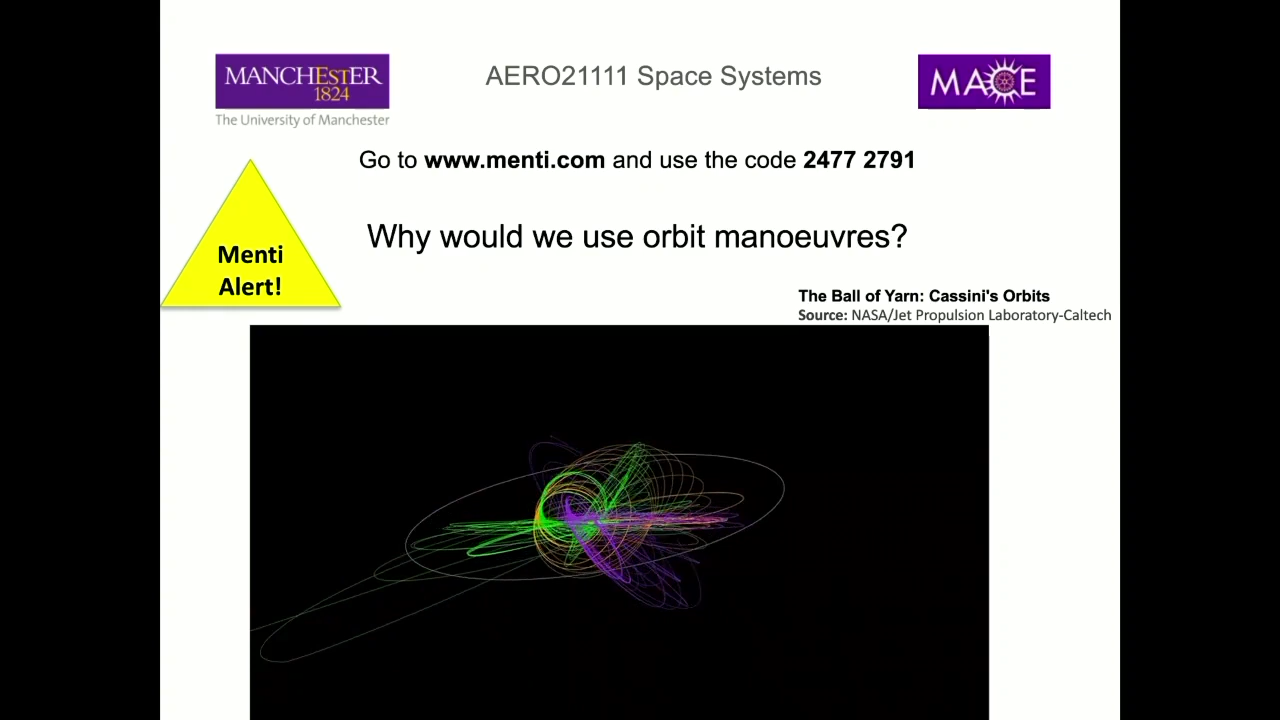 MANCHESTER
1824
The University of Manchester
AERO21111 Space Systems
MACE
Go to www.menti.com and use the code 2477 2791
Menti
Alert!
Why would we use orbit manoeuvres?
The Ball of Yarn: Cassini's Orbits
Source: NASA/Jet Propulsion Laboratory-Caltech